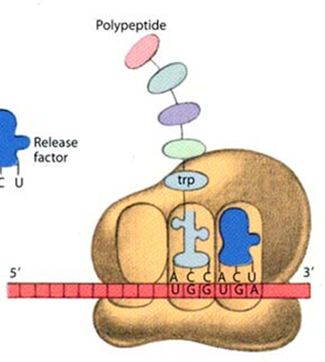 Polypeptide
Release
factor
C U
trp
5' 3'
A C C A C U
U G G U G A